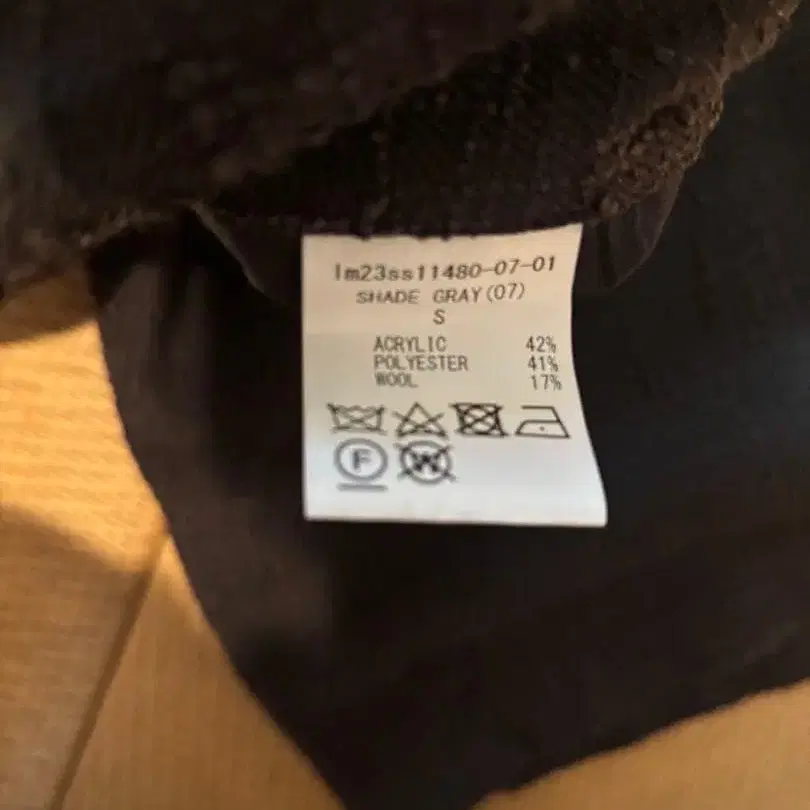 lm23ss11480-07-01
SHADE GRAY(07)
S
ACRYLIC 42%
POLYESTER 41%
WOOL 17%
F W